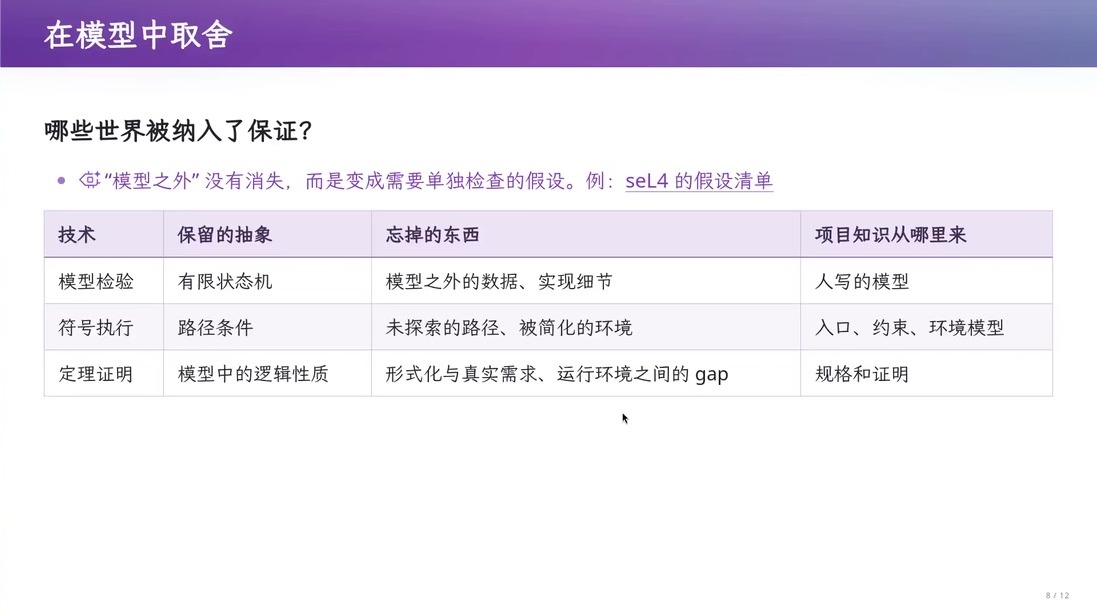 在模型中取舍
哪些世界被纳入了保证?
“模型之外” 没有消失，而是变成需要单独检查的假设。例：seL4 的假设清单
技术 保留的抽象 忘掉的东西 项目知识从哪里来
模型检验 有限状态机 模型之外的数据、实现细节 人写的模型
符号执行 路径条件 未探索的路径、被简化的环境 入口、约束、环境模型
定理证明 模型中的逻辑性质 形式化与真实需求、运行环境之间的 gap 规格和证明
8 / 12